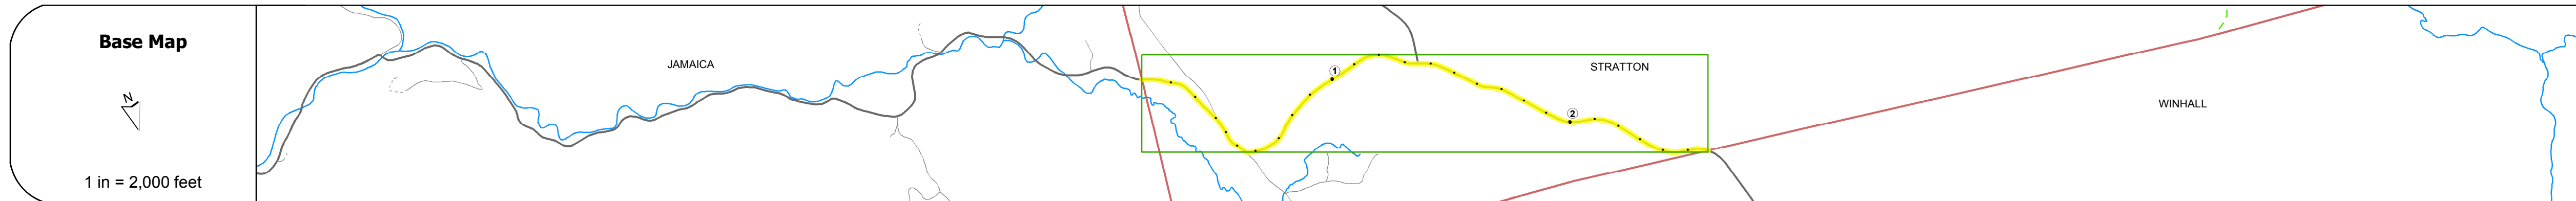 Base Map
N
1 in = 2,000 feet
JAMAICA
1
STRATTON
2
WINHALL